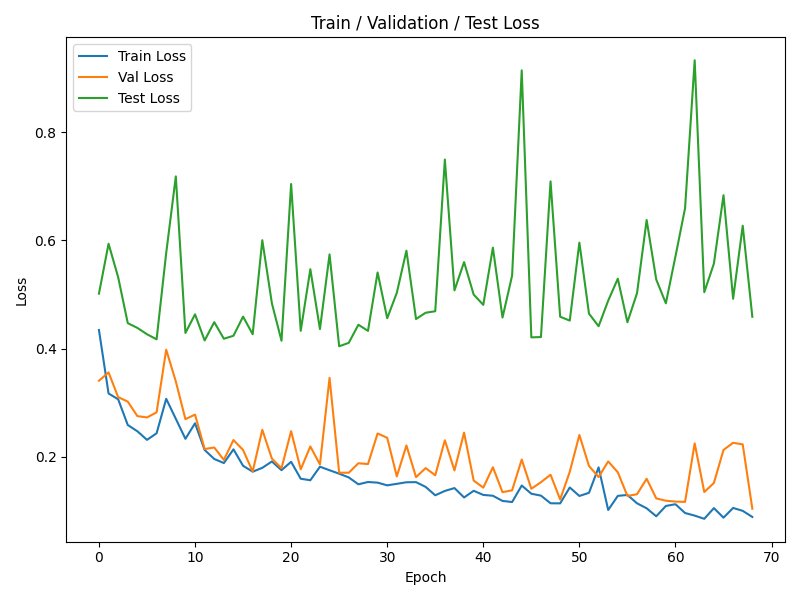 Train / Validation / Test Loss
Train Loss
Val Loss
Test Loss
Loss
0.8
0.6
0.4
0.2
0 10 20 30 40 50 60 70
Epoch